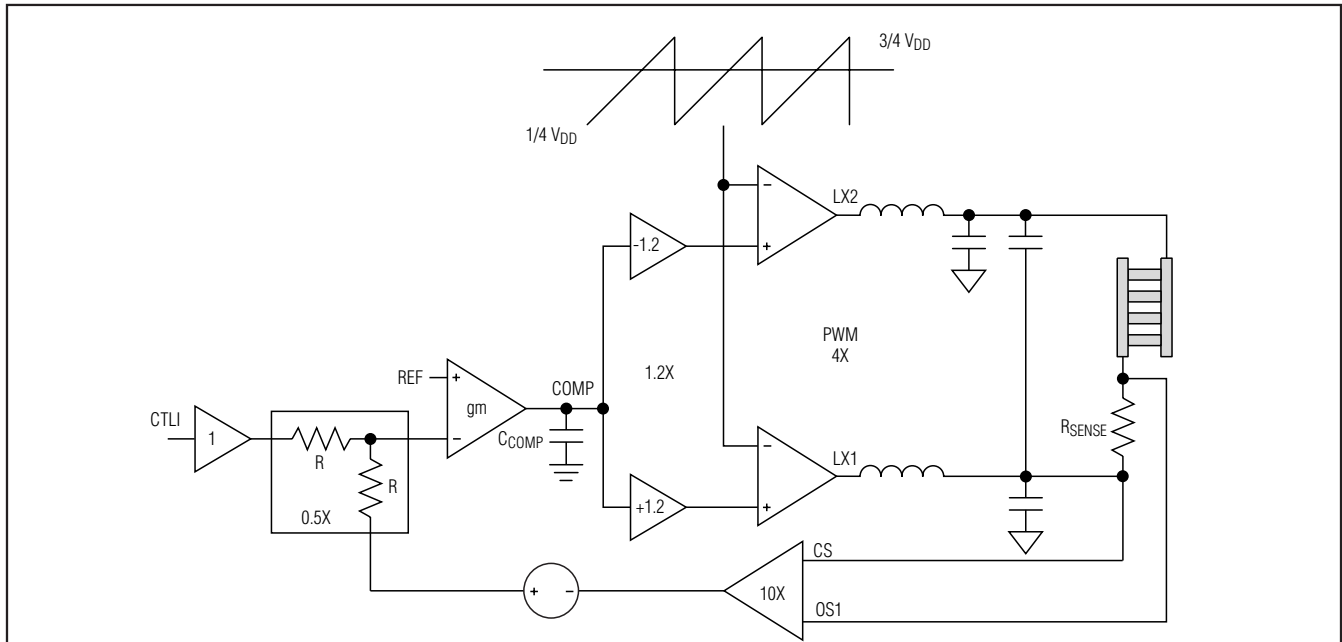 3/4 VDD
1/4 VDD
LX2
−
+
-1.2
PWM
4X
1.2X
REF
COMP
CTLI
1
+
gm
−
CCOMP
R
R
0.5X
LX1
−
+
+1.2
RSENSE
CS
10X
OS1
+
−